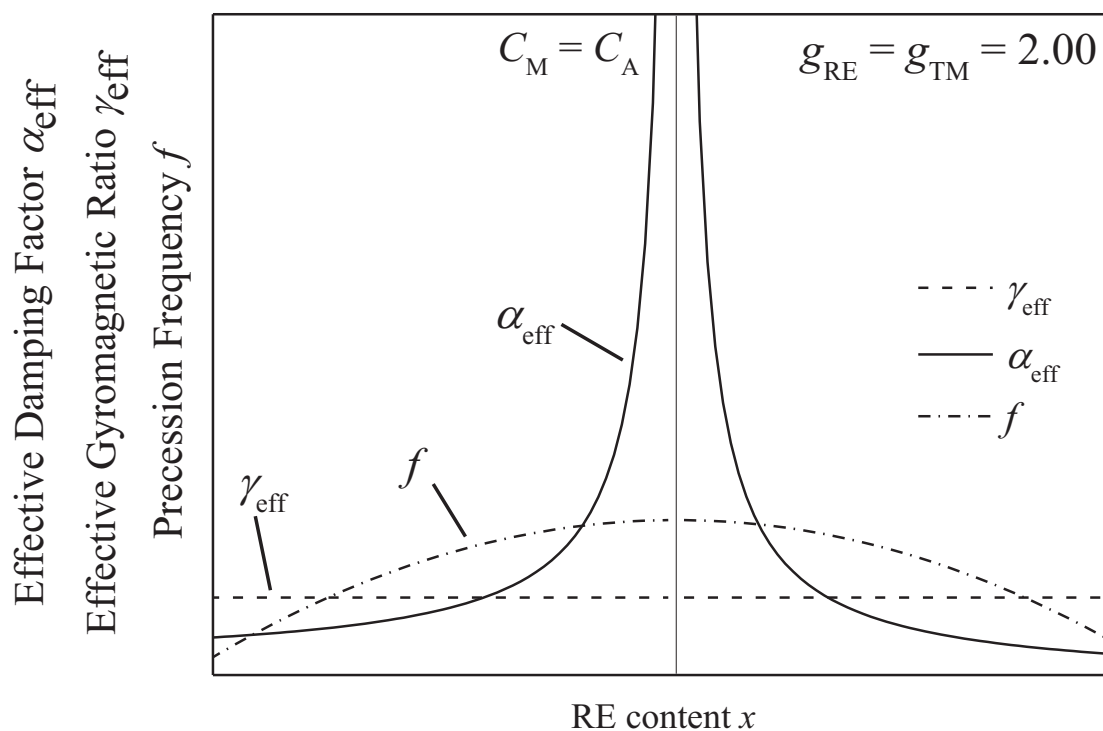 Effective Damping Factor αeff
Effective Gyromagnetic Ratio γeff
Precession Frequency f
CM = CA
gRE = gTM = 2.00
αeff
γeff
f
γeff
αeff
f
RE content x